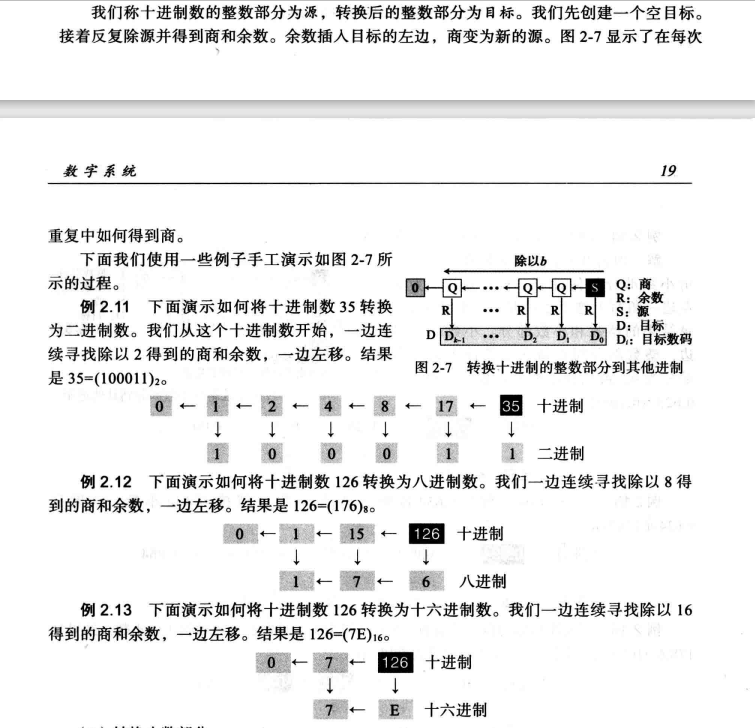 我们称十进制数的整数部分为源，转换后的整数部分为目标。我们先创建一个空目标。
接着反复除源并得到商和余数。余数插入目标的左边，商变为新的源。图 2-7 显示了在每次
数字系统 19
重复中如何得到商。
下面我们使用一些例子手工演示如图 2-7 所
示的过程。
例 2.11 下面演示如何将十进制数 35 转换
为二进制数。我们从这个十进制数开始，一边连
续寻找除以 2 得到的商和余数，一边左移。结果
是 35=(100011)₂。
除以b
0 ← Q ← ··· ← Q ← Q ← S
R ··· R R R
D Dₖ₋₁ ··· D₂ D₁ D₀
Q：商
R：余数
S：源
D：目标
Dᵢ：目标数码
图 2-7 转换十进制的整数部分到其他进制
0 ← 1 ← 2 ← 4 ← 8 ← 17 ← 35 十进制
↓ ↓ ↓ ↓ ↓ ↓
1 0 0 0 1 1 二进制
例 2.12 下面演示如何将十进制数 126 转换为八进制数。我们一边连续寻找除以 8 得
到的商和余数，一边左移。结果是 126=(176)₈。
0 ← 1 ← 15 ← 126 十进制
↓ ↓ ↓
1 ← 7 ← 6 八进制
例 2.13 下面演示如何将十进制数 126 转换为十六进制数。我们一边连续寻找除以 16
得到的商和余数，一边左移。结果是 126=(7E)₁₆。
0 ← 7 ← 126 十进制
↓ ↓
7 ← E 十六进制